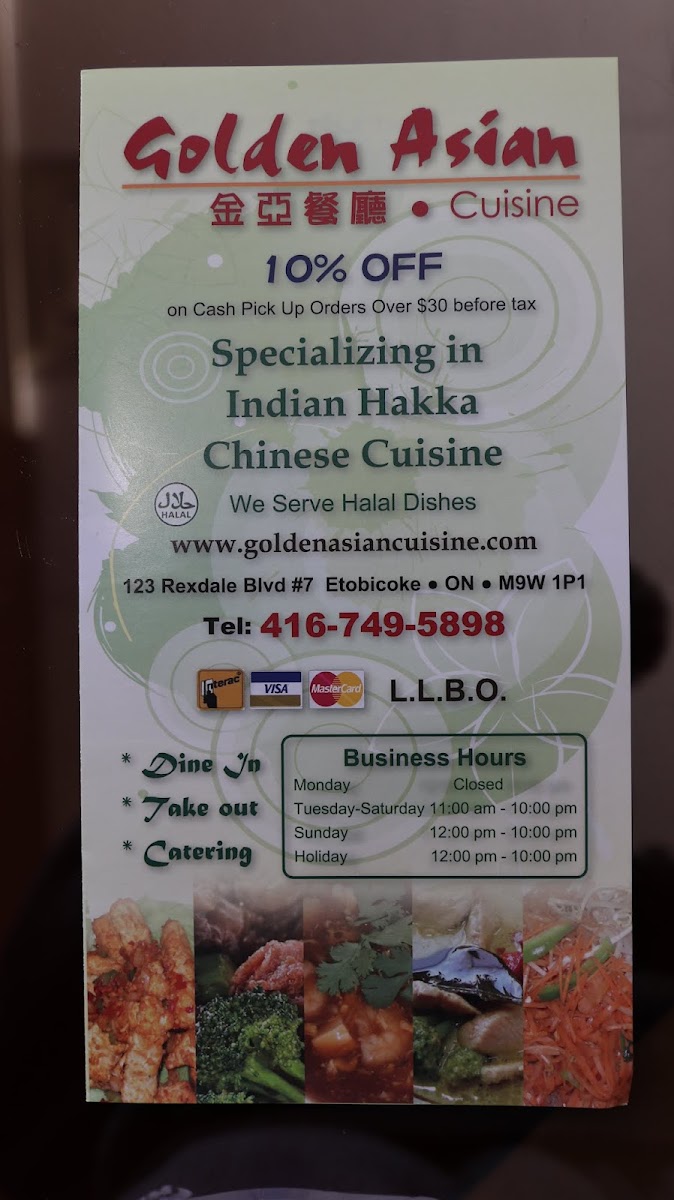 Golden Asian
金亞餐廳 • Cuisine
10% OFF
on Cash Pick Up Orders Over $30 before tax
Specializing in
Indian Hakka
Chinese Cuisine
حلال
HALAL
We Serve Halal Dishes
www.goldenasiancuisine.com
123 Rexdale Blvd #7 Etobicoke • ON • M9W 1P1
Tel: 416-749-5898
Interac VISA MasterCard L.L.B.O.
* Dine In
* Take out
* Catering
Business Hours
Monday Closed
Tuesday-Saturday 11:00 am - 10:00 pm
Sunday 12:00 pm - 10:00 pm
Holiday 12:00 pm - 10:00 pm